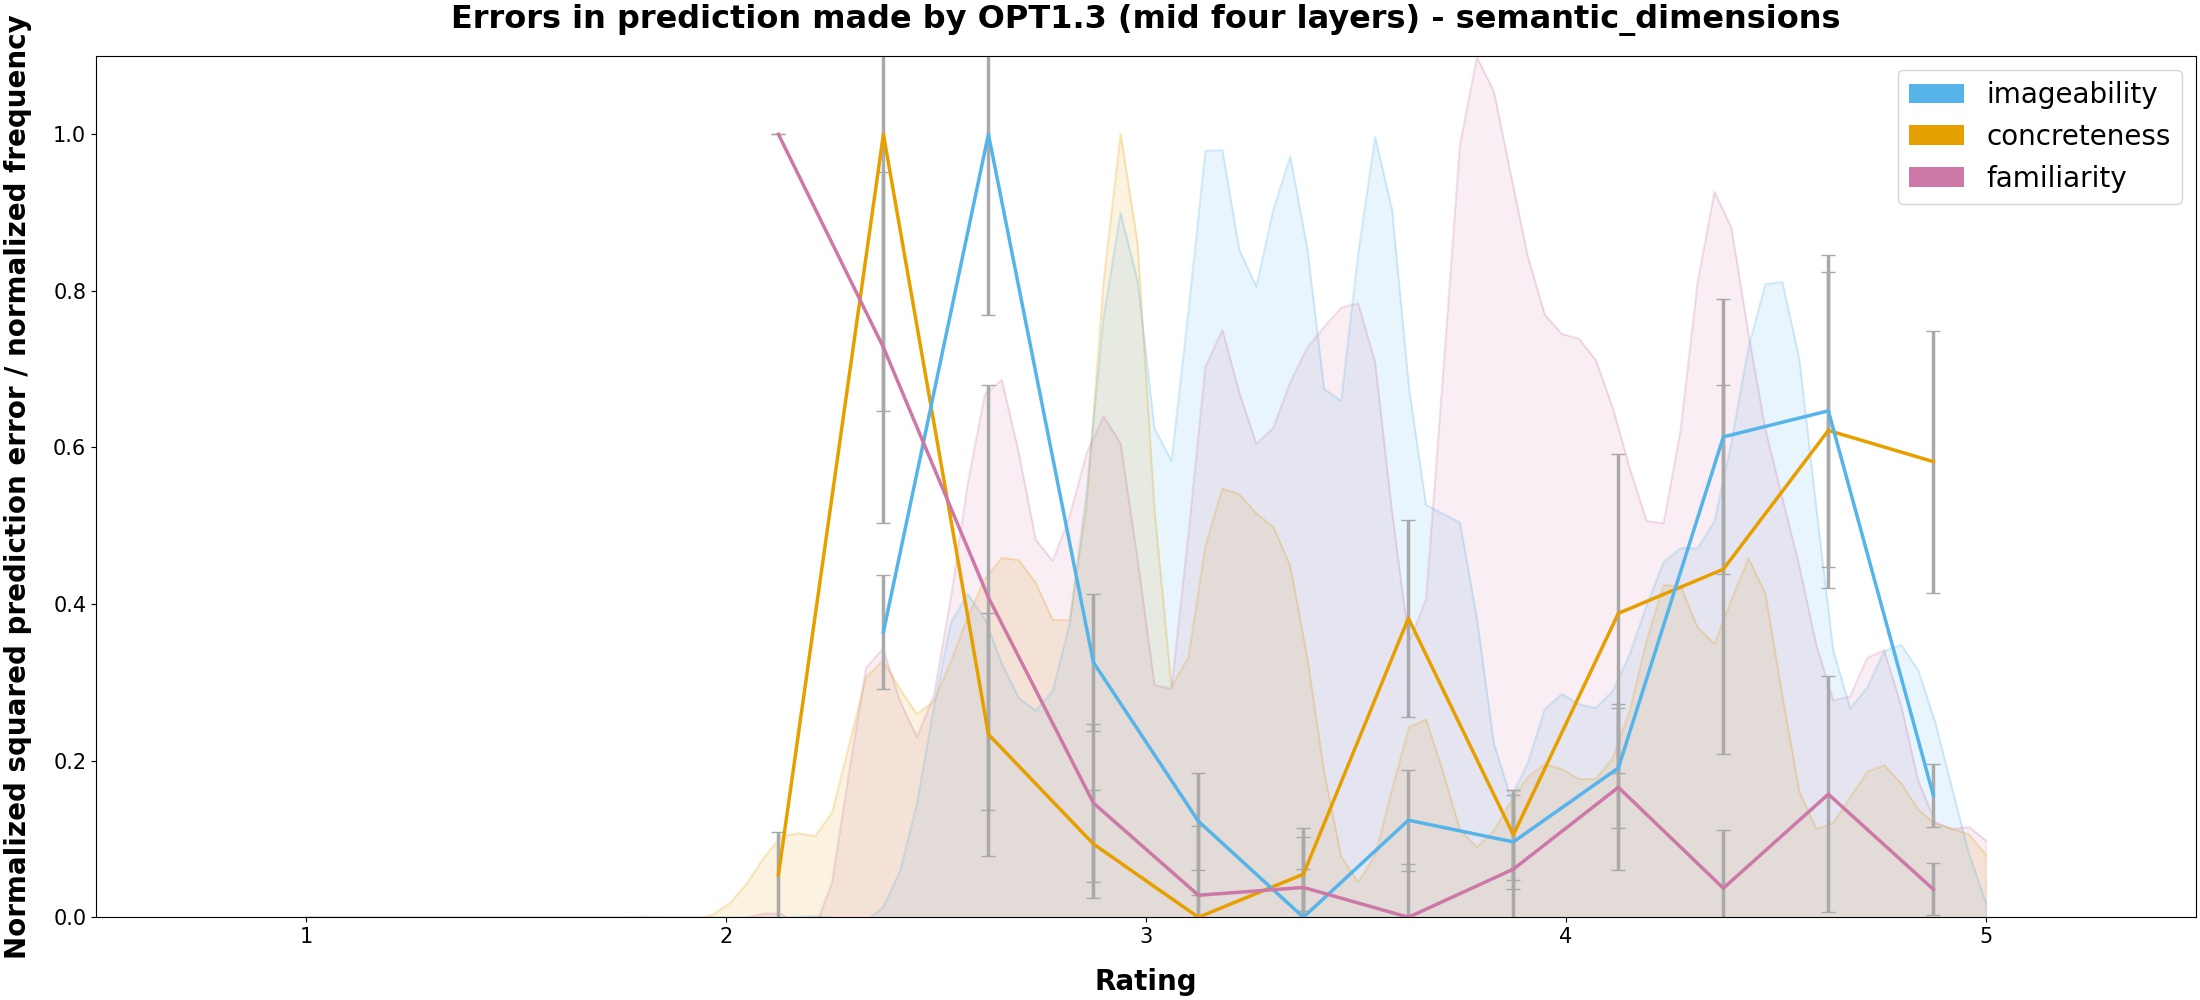 Errors in prediction made by OPT1.3 (mid four layers) - semantic_dimensions
Normalized squared prediction error / normalized frequency
1.0
0.8
0.6
0.4
0.2
0.0
imageability
concreteness
familiarity
1 2 3 4 5
Rating